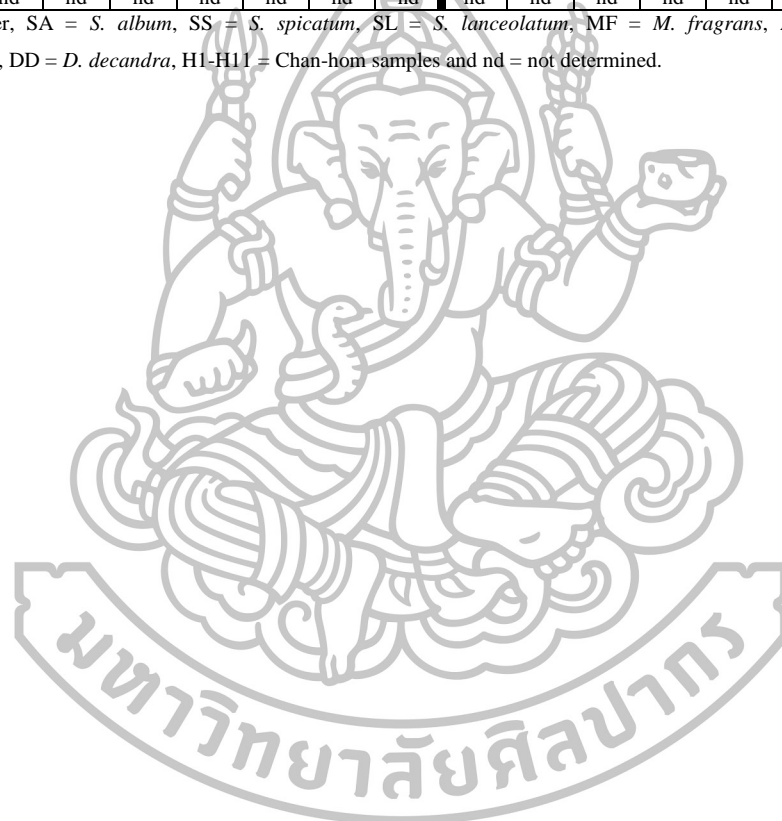 nd nd nd nd nd nd nd nd nd nd nd
er, SA = S. album, SS = S. spicatum, SL = S. lanceolatum, MF = M. fragrans,
, DD = D. decandra, H1-H11 = Chan-hom samples and nd = not determined.
มหาวิทยาลัยศิลปากร